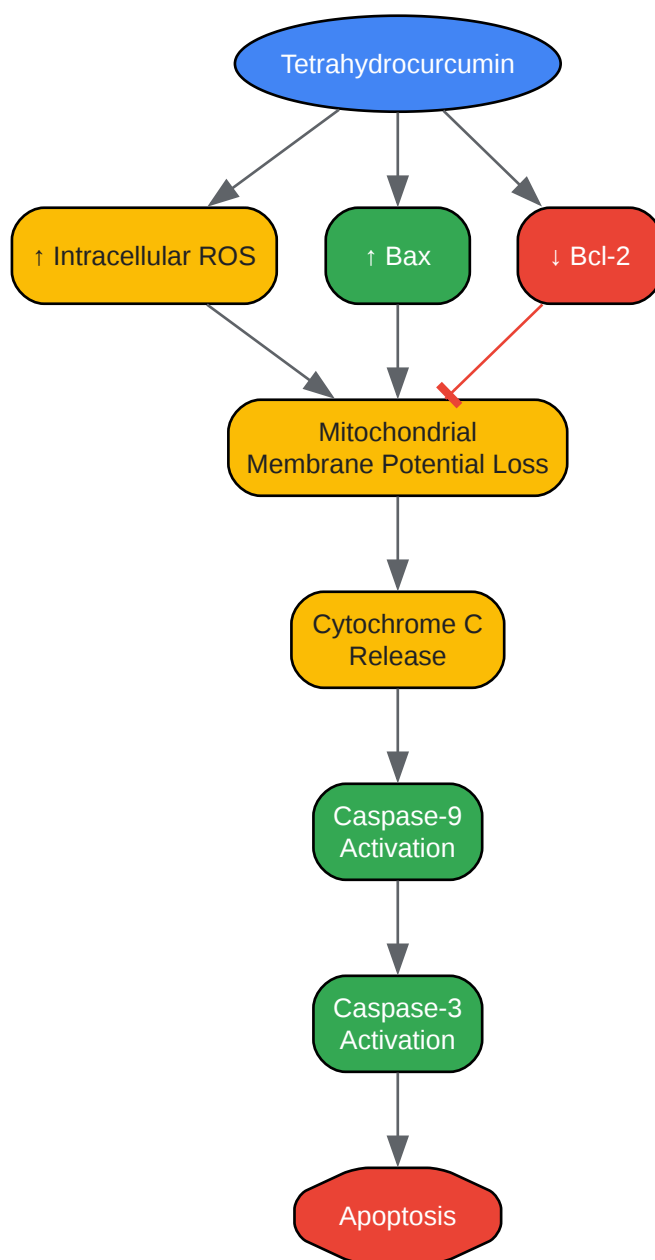 Tetrahydrocurcumin
↑ Intracellular ROS
↑ Bax
↓ Bcl-2
Mitochondrial
Membrane Potential Loss
Cytochrome C
Release
Caspase-9
Activation
Caspase-3
Activation
Apoptosis